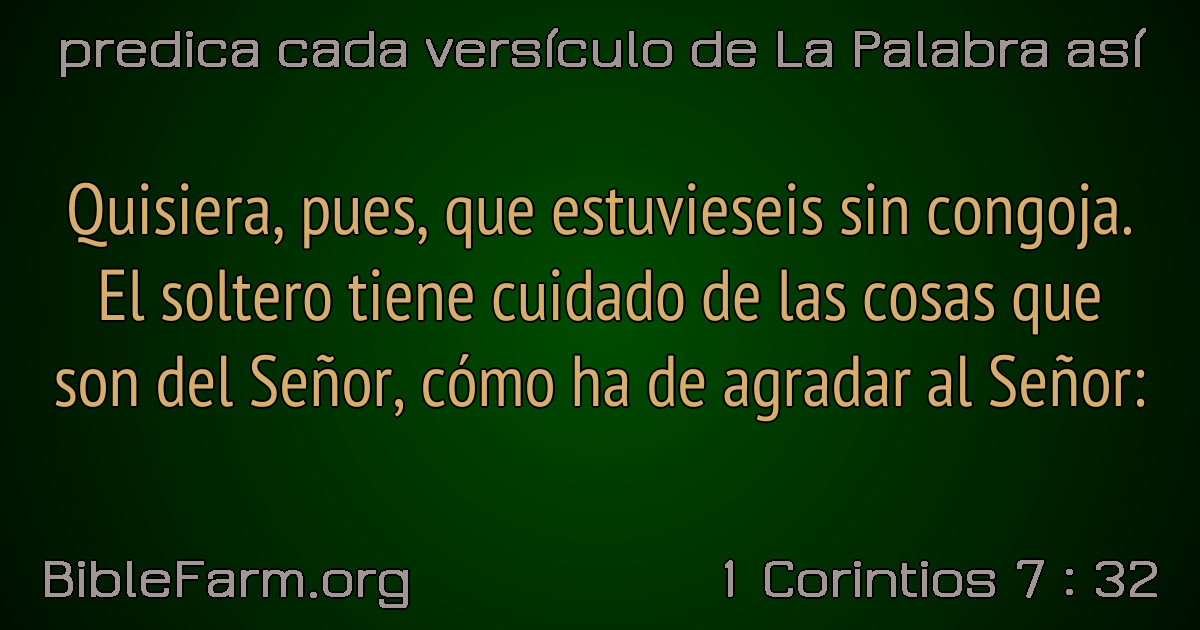 predica cada versículo de La Palabra así
Quisiera, pues, que estuvieseis sin congoja.
El soltero tiene cuidado de las cosas que
son del Señor, cómo ha de agradar al Señor:
BibleFarm.org
1 Corintios 7 : 32